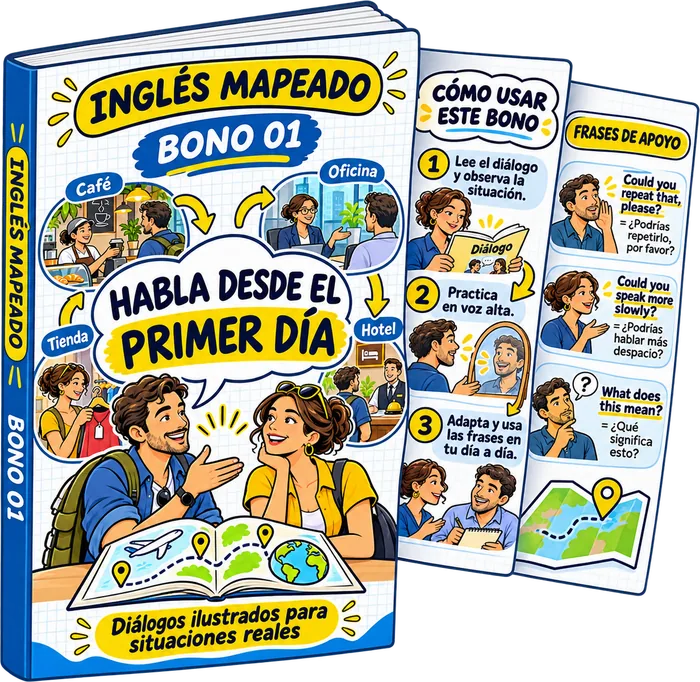 INGLÉS MAPEADO
BONO 01
INGLÉS MAPEADO
BONO 01
Café
Oficina
HABLA DESDE EL
PRIMER DÍA
Tienda
Hotel
Diálogos ilustrados para
situaciones reales
CÓMO USAR
ESTE BONO
1
Lee el diálogo
y observa la
situación.
Diálogo
2
Practica
en voz alta.
3
Adapta y usa
las frases en
tu día a día.
FRASES DE APOYO
Could you
repeat that,
please?
= ¿Podrías
repetirlo,
por favor?
Could you
speak more
slowly?
= ¿Podrías
hablar más
despacio?
?
What does
this mean?
= ¿Qué
significa
esto?